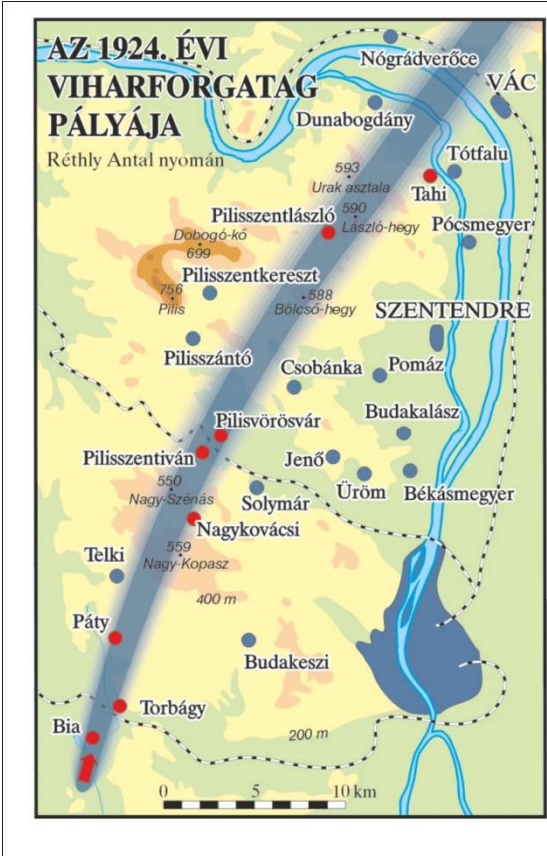 AZ 1924. ÉVI
VIHARFORGATAG
PÁLYÁJA
Réthly Antal nyomán
Nógrádverőce
VÁC
Dunabogdány
Tótfalu
593
Urak asztala
Tahi
Pilisszentlászló
590
László-hegy
Pócsmegyer
Dobogó-kő
699
Pilisszentkereszt
756
Pilis
588
Bölcső-hegy
SZENTENDRE
Pilisszántó
Csobánka
Pomáz
Budakalász
Pilisvörösvár
Pilisszentiván
Jenő
Üröm
Békásmegyer
550
Nagy-Szénás
Solymár
Nagykovácsi
559
Nagy-Kopasz
Telki
400 m
Páty
Budakeszi
Torbágy
Bia
200 m
0 5 10 km